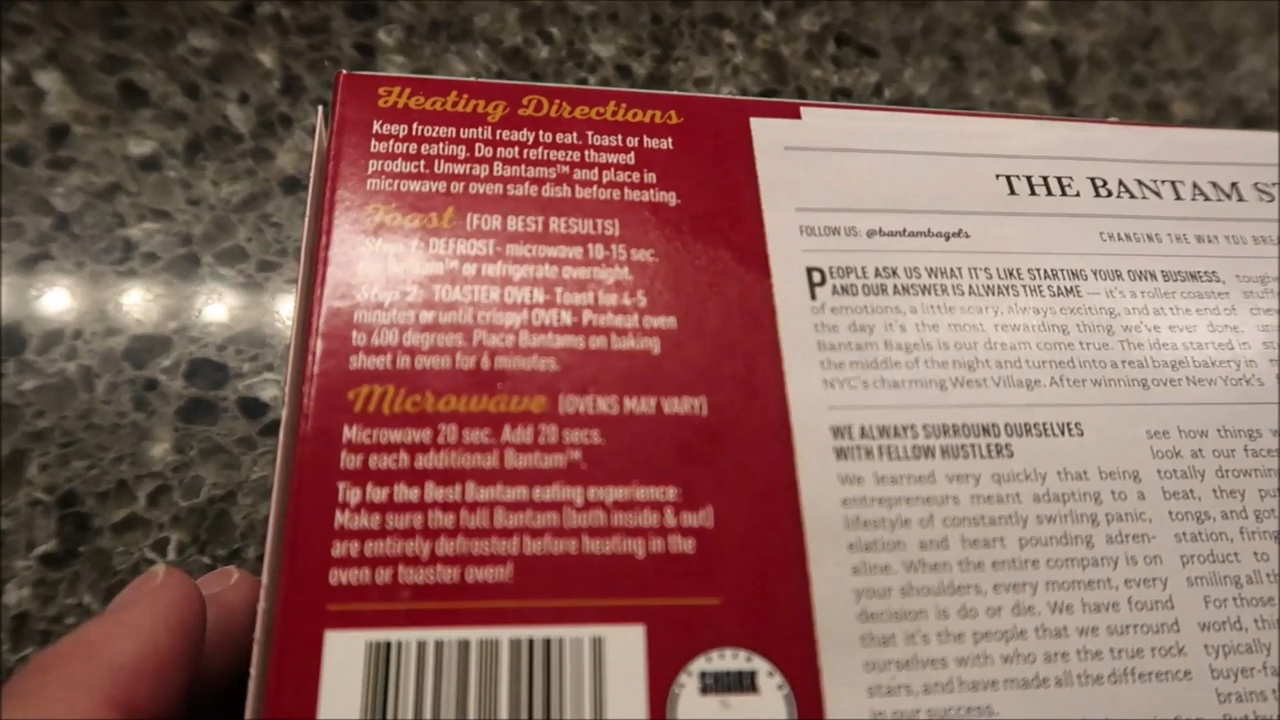 Heating Directions
Keep frozen until ready to eat. Toast or heat
before eating. Do not refreeze thawed
product. Unwrap Bantams™ and place in
microwave or oven safe dish before heating.
Toast (FOR BEST RESULTS)
Step 1: DEFROST- microwave 10-15 sec.
or refrigerate overnight.
Step 2: TOASTER OVEN- Toast for 4-5
minutes or until crispy! OVEN- Preheat oven
to 400 degrees. Place Bantams on baking
sheet in oven for 6 minutes.
Microwave (OVENS MAY VARY)
Microwave 20 sec. Add 20 secs.
for each additional Bantam™.
Tip for the Best Bantam eating experience:
Make sure the full Bantam (both inside & out)
are entirely defrosted before heating in the
oven or toaster oven!
SHARK
THE BANTAM S
FOLLOW US: @bantambagels
CHANGING THE WAY YOU BREA
PEOPLE ASK US WHAT IT'S LIKE STARTING YOUR OWN BUSINESS,
AND OUR ANSWER IS ALWAYS THE SAME — it's a roller coaster
of emotions, a little scary, always exciting, and at the end of
the day it's the most rewarding thing we've ever done.
Bantam Bagels is our dream come true. The idea started in
the middle of the night and turned into a real bagel bakery in
NYC's charming West Village. After winning over New York's
WE ALWAYS SURROUND OURSELVES
WITH FELLOW HUSTLERS
We learned very quickly that being
entrepreneurs meant adapting to a
lifestyle of constantly swirling panic,
elation and heart pounding adren-
aline. When the entire company is on
your shoulders, every moment, every
decision is do or die. We have found
that it's the people that we surround
ourselves with who are the true rock
stars, and have made all the difference
in our success.
see how things w
look at our faces
totally drowning
beat, they pu
tongs, and got
station, firing
product to
smiling all th
For those
world, this
typically
buyer-fa
brains t